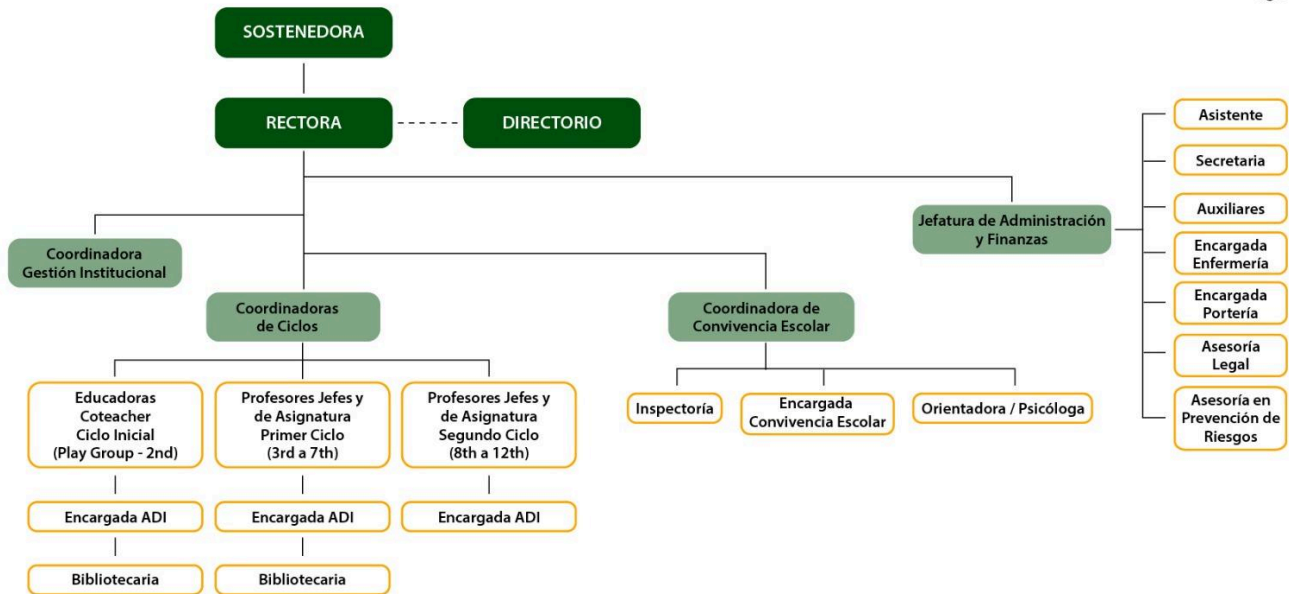 SOSTENEDORA
RECTORA
DIRECTORIO
Asistente
Secretaria
Auxiliares
Encargada
Enfermería
Encargada
Portería
Asesoría
Legal
Asesoría en
Prevención de
Riesgos
Jefatura de Administración
y Finanzas
Coordinadora
Gestión Institucional
Coordinadoras
de Ciclos
Coordinadora de
Convivencia Escolar
Educadoras
Coteacher
Ciclo Inicial
(Play Group - 2nd)
Profesores Jefes y
de Asignatura
Primer Ciclo
(3rd a 7th)
Profesores Jefes y
de Asignatura
Segundo Ciclo
(8th a 12th)
Inspectoría
Encargada
Convivencia Escolar
Orientadora / Psicóloga
Encargada ADI
Encargada ADI
Encargada ADI
Bibliotecaria
Bibliotecaria